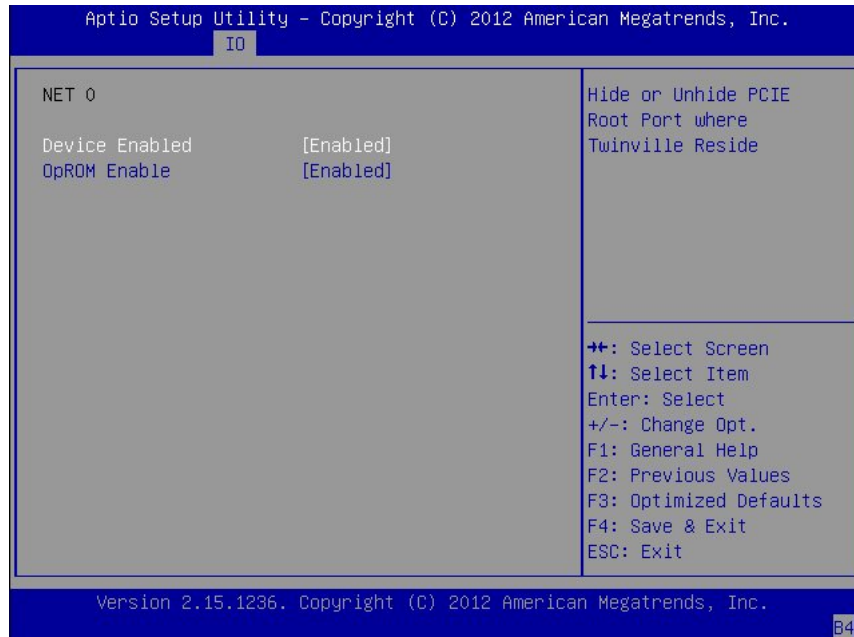 Aptio Setup Utility – Copyright (C) 2012 American Megatrends, Inc.
IO
NET 0
Device Enabled [Enabled]
OpROM Enable [Enabled]
Hide or Unhide PCIE
Root Port where
Twinville Reside
→←: Select Screen
↑↓: Select Item
Enter: Select
+/-: Change Opt.
F1: General Help
F2: Previous Values
F3: Optimized Defaults
F4: Save & Exit
ESC: Exit
Version 2.15.1236. Copyright (C) 2012 American Megatrends, Inc.
B4